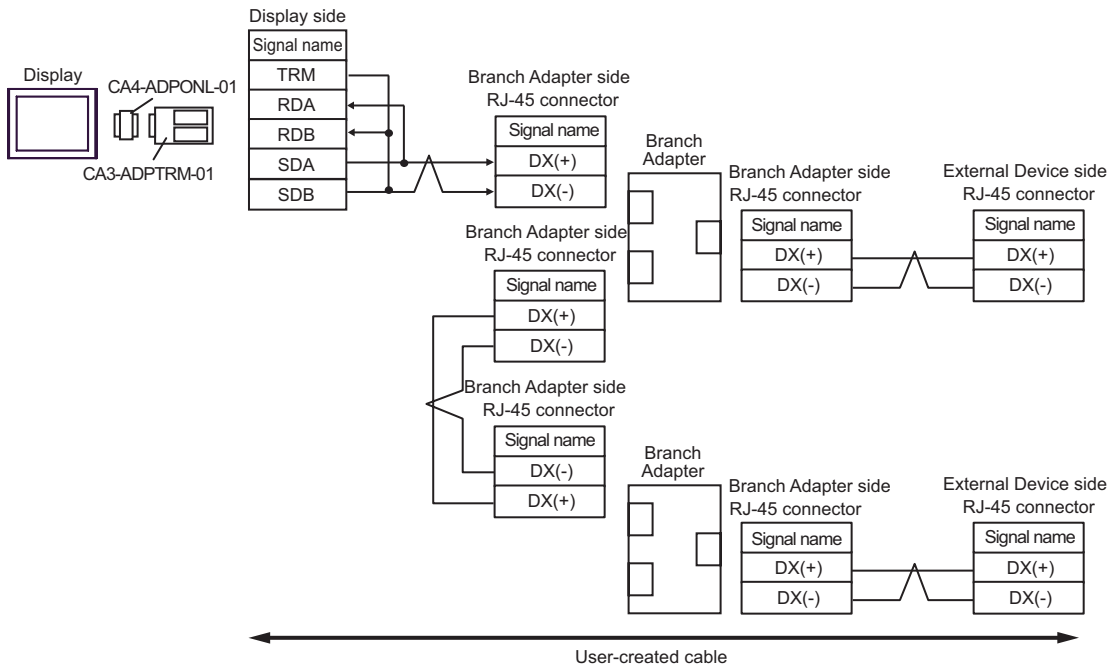 Display side
Signal name
TRM
RDA
RDB
SDA
SDB
Display
CA4-ADPONL-01
CA3-ADPTRM-01
Branch Adapter side
RJ-45 connector
Signal name
DX(+)
DX(-)
Branch
Adapter
Branch Adapter side
RJ-45 connector
Signal name
DX(+)
DX(-)
External Device side
RJ-45 connector
Signal name
DX(+)
DX(-)
Branch Adapter side
RJ-45 connector
Signal name
DX(+)
DX(-)
Branch Adapter side
RJ-45 connector
Signal name
DX(-)
DX(+)
Branch
Adapter
Branch Adapter side
RJ-45 connector
Signal name
DX(+)
DX(-)
External Device side
RJ-45 connector
Signal name
DX(+)
DX(-)
User-created cable